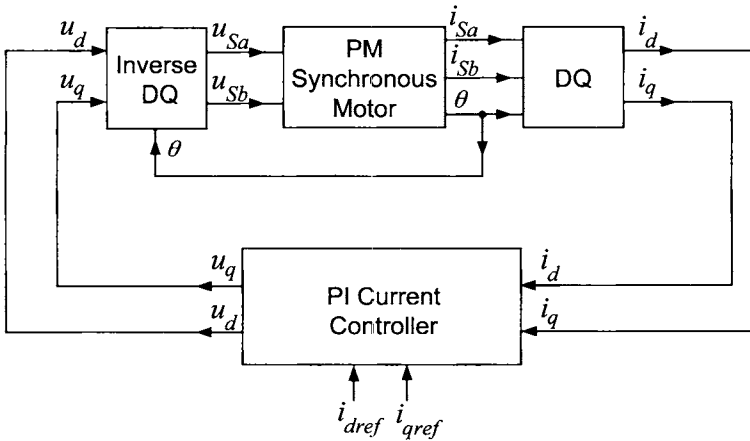 u_d
u_q
Inverse
DQ
u_Sa
u_Sb
PM
Synchronous
Motor
i_Sa
i_Sb
θ
DQ
i_d
i_q
θ
u_q
u_d
PI Current
Controller
i_d
i_q
i_dref i_qref